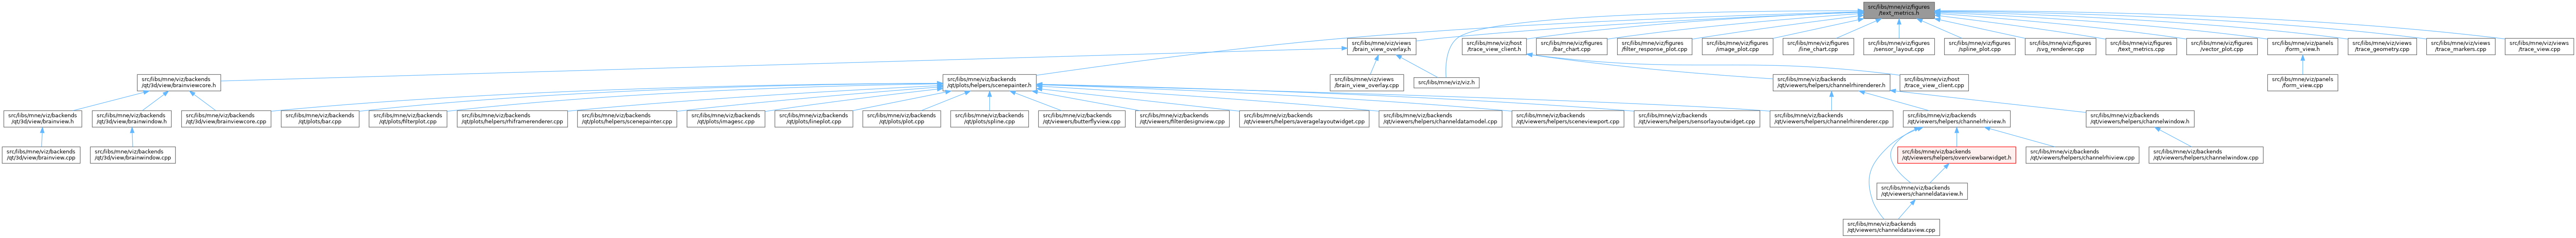 src/libs/mne/viz/figures
/text_metrics.h
src/libs/mne/viz/views
/brain_view_overlay.h
src/libs/mne/viz/host
/trace_view_client.h
src/libs/mne/viz/figures
/bar_chart.cpp
src/libs/mne/viz/figures
/filter_response_plot.cpp
src/libs/mne/viz/figures
/image_plot.cpp
src/libs/mne/viz/figures
/line_chart.cpp
src/libs/mne/viz/figures
/sensor_layout.cpp
src/libs/mne/viz/figures
/spline_plot.cpp
src/libs/mne/viz/figures
/svg_renderer.cpp
src/libs/mne/viz/figures
/text_metrics.cpp
src/libs/mne/viz/figures
/vector_plot.cpp
src/libs/mne/viz/panels
/form_view.h
src/libs/mne/viz/views
/trace_geometry.cpp
src/libs/mne/viz/views
/trace_markers.cpp
src/libs/mne/viz/views
/trace_view.cpp
src/libs/mne/viz/backends
/qt/3d/view/brainviewcore.h
src/libs/mne/viz/backends
/qt/plots/helpers/scenepainter.h
src/libs/mne/viz/views
/brain_view_overlay.cpp
src/libs/mne/viz/viz.h
src/libs/mne/viz/backends
/qt/viewers/helpers/channelrhirenderer.h
src/libs/mne/viz/host
/trace_view_client.cpp
src/libs/mne/viz/panels
/form_view.cpp
src/libs/mne/viz/backends
/qt/3d/view/brainview.h
src/libs/mne/viz/backends
/qt/3d/view/brainwindow.h
src/libs/mne/viz/backends
/qt/3d/view/brainviewcore.cpp
src/libs/mne/viz/backends
/qt/plots/bar.cpp
src/libs/mne/viz/backends
/qt/plots/filterplot.cpp
src/libs/mne/viz/backends
/qt/plots/helpers/rhiframerenderer.cpp
src/libs/mne/viz/backends
/qt/plots/helpers/scenepainter.cpp
src/libs/mne/viz/backends
/qt/plots/imagesc.cpp
src/libs/mne/viz/backends
/qt/plots/lineplot.cpp
src/libs/mne/viz/backends
/qt/plots/plot.cpp
src/libs/mne/viz/backends
/qt/plots/spline.cpp
src/libs/mne/viz/backends
/qt/viewers/butterflyview.cpp
src/libs/mne/viz/backends
/qt/viewers/filterdesignview.cpp
src/libs/mne/viz/backends
/qt/viewers/helpers/averagelayoutwidget.cpp
src/libs/mne/viz/backends
/qt/viewers/helpers/channeldatamodel.cpp
src/libs/mne/viz/backends
/qt/viewers/helpers/sceneviewport.cpp
src/libs/mne/viz/backends
/qt/viewers/helpers/sensorlayoutwidget.cpp
src/libs/mne/viz/backends
/qt/viewers/helpers/channelrhirenderer.cpp
src/libs/mne/viz/backends
/qt/viewers/helpers/channelrhiview.h
src/libs/mne/viz/backends
/qt/viewers/helpers/channelwindow.h
src/libs/mne/viz/backends
/qt/3d/view/brainview.cpp
src/libs/mne/viz/backends
/qt/3d/view/brainwindow.cpp
src/libs/mne/viz/backends
/qt/viewers/helpers/overviewbarwidget.h
src/libs/mne/viz/backends
/qt/viewers/helpers/channelrhiview.cpp
src/libs/mne/viz/backends
/qt/viewers/helpers/channelwindow.cpp
src/libs/mne/viz/backends
/qt/viewers/channeldataview.h
src/libs/mne/viz/backends
/qt/viewers/channeldataview.cpp